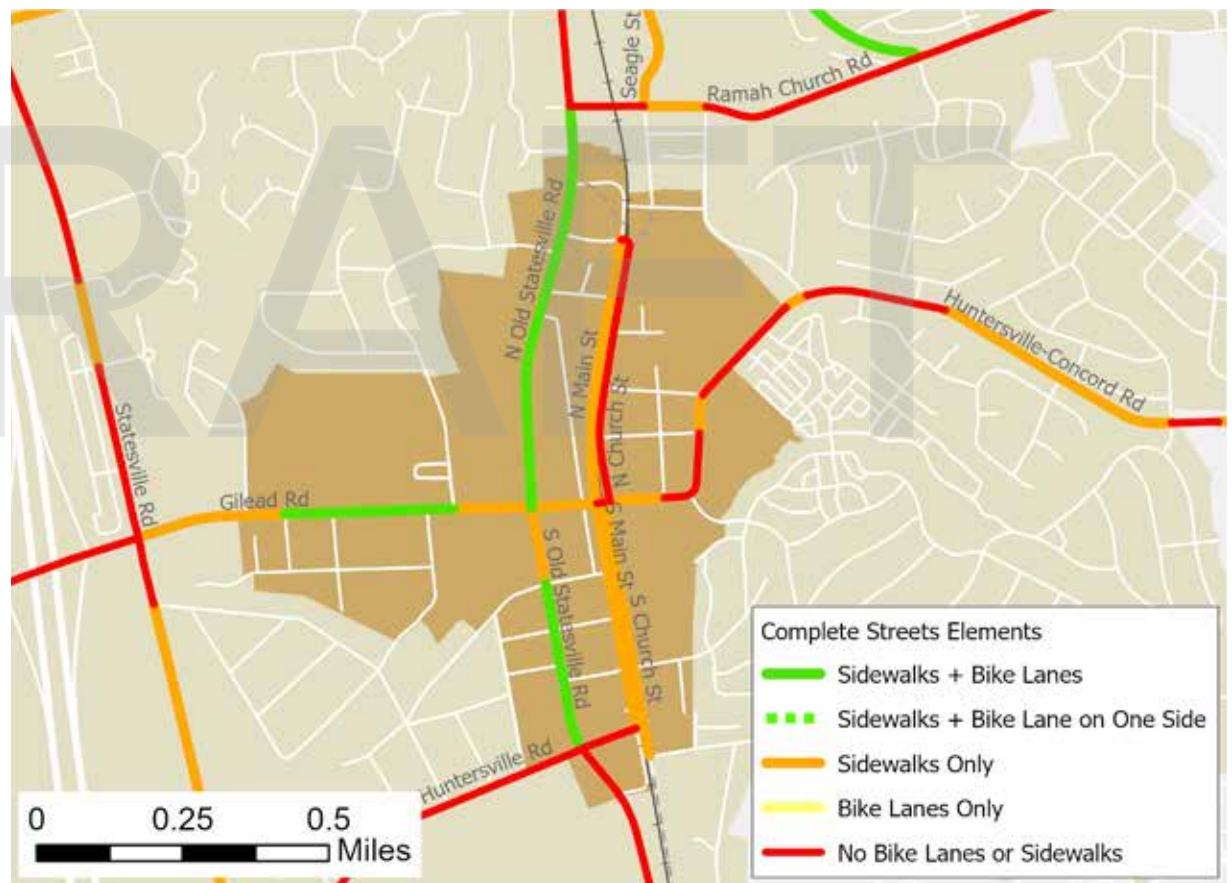 Seagle St
Ramah Church Rd
RAFT
N Old Statesville Rd
Huntersville-Concord Rd
N Main St
N Church St
Statesville Rd
Gilead Rd
S Main St
S Old Statesville Rd
S Church St
Huntersville Rd
0 0.25 0.5
Miles
Complete Streets Elements
Sidewalks + Bike Lanes
Sidewalks + Bike Lane on One Side
Sidewalks Only
Bike Lanes Only
No Bike Lanes or Sidewalks